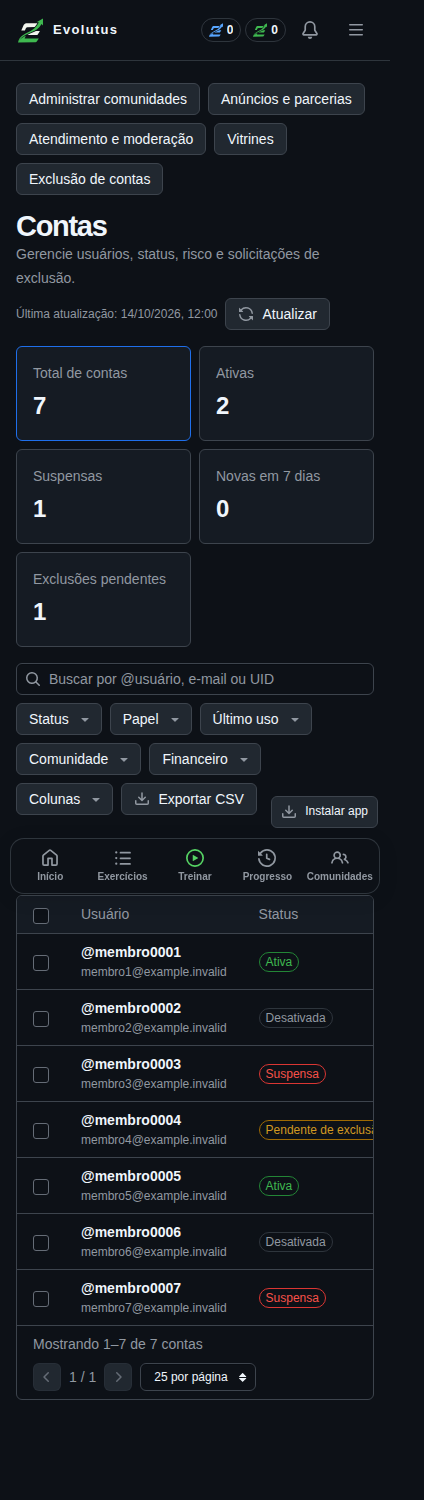 Evolutus
0
0
Administrar comunidades
Anúncios e parcerias
Atendimento e moderação
Vitrines
Exclusão de contas
Contas
Gerencie usuários, status, risco e solicitações de
exclusão.
Última atualização: 14/10/2026, 12:00
Atualizar
Total de contas
7
Ativas
2
Suspensas
1
Novas em 7 dias
0
Exclusões pendentes
1
Buscar por @usuário, e-mail ou UID
Status
Papel
Último uso
Comunidade
Financeiro
Colunas
Exportar CSV
Instalar app
Início
Exercícios
Treinar
Progresso
Comunidades
Usuário
Status
@membro0001
membro1@example.invalid
Ativa
@membro0002
membro2@example.invalid
Desativada
@membro0003
membro3@example.invalid
Suspensa
@membro0004
membro4@example.invalid
Pendente de exclusã
@membro0005
membro5@example.invalid
Ativa
@membro0006
membro6@example.invalid
Desativada
@membro0007
membro7@example.invalid
Suspensa
Mostrando 1–7 de 7 contas
1 / 1
25 por página